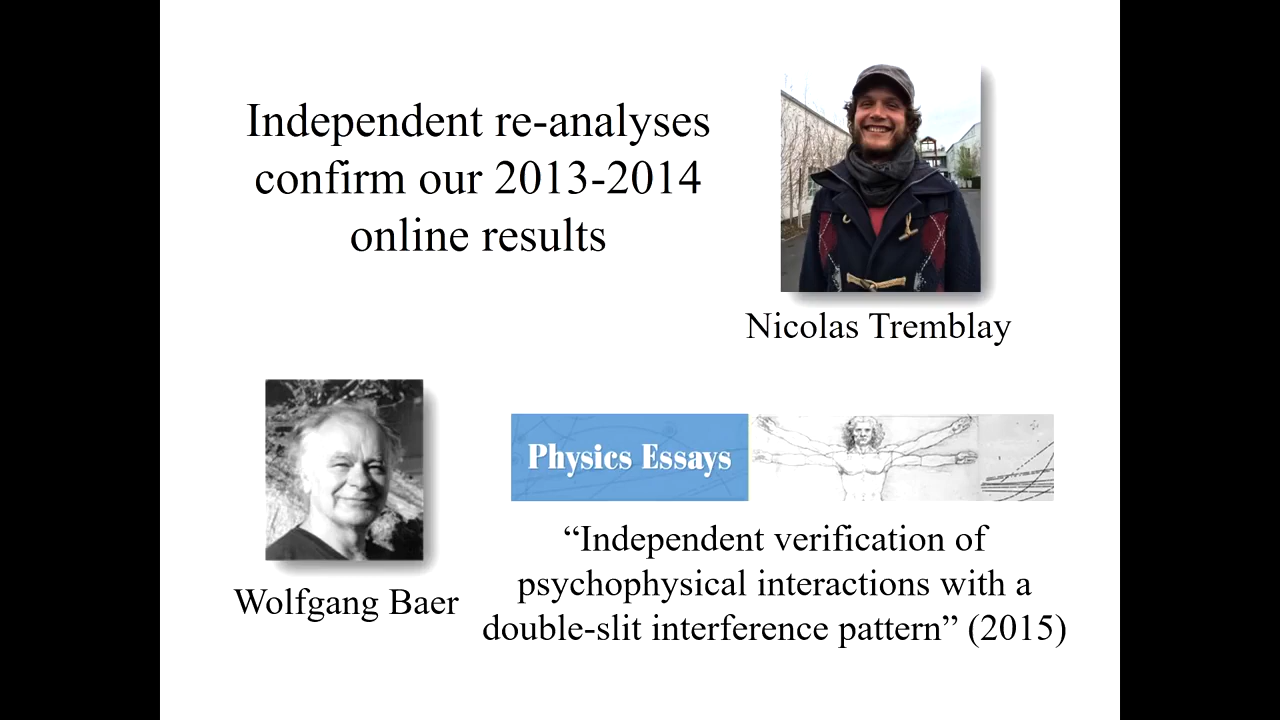 Independent re-analyses
confirm our 2013-2014
online results
Nicolas Tremblay
Wolfgang Baer
Physics Essays
“Independent verification of
psychophysical interactions with a
double-slit interference pattern” (2015)